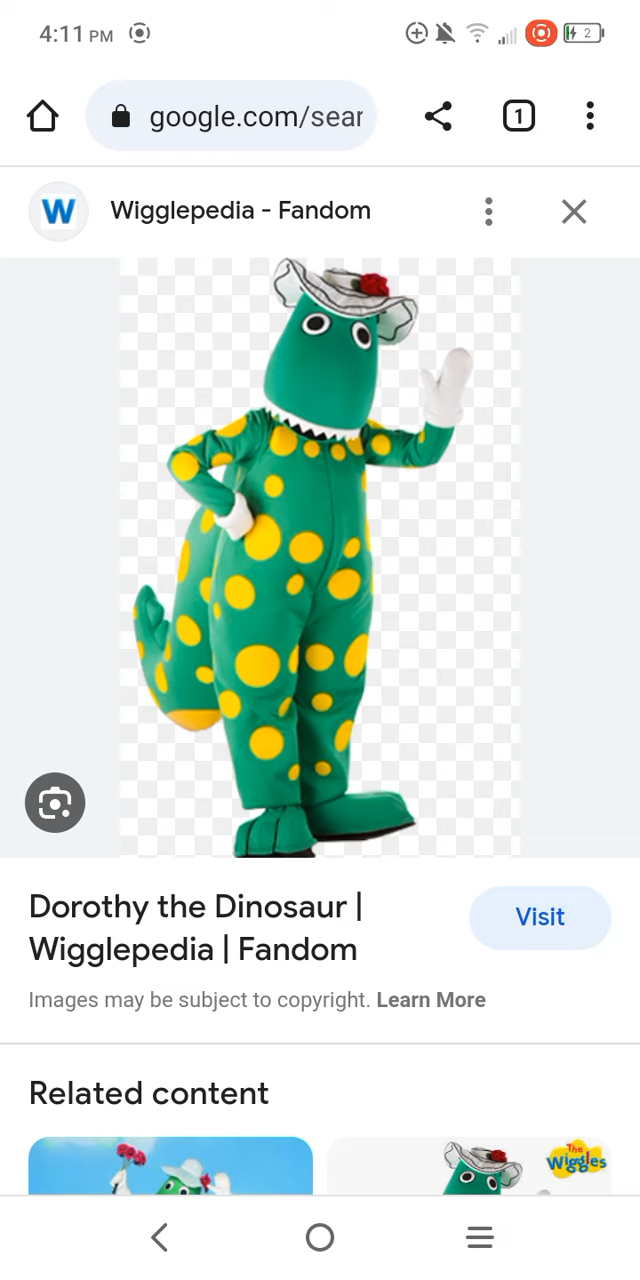 4:11 PM
2
google.com/sear
1
W
Wigglepedia - Fandom
Dorothy the Dinosaur |
Wigglepedia | Fandom
Visit
Images may be subject to copyright. Learn More
Related content
The
Wiggles